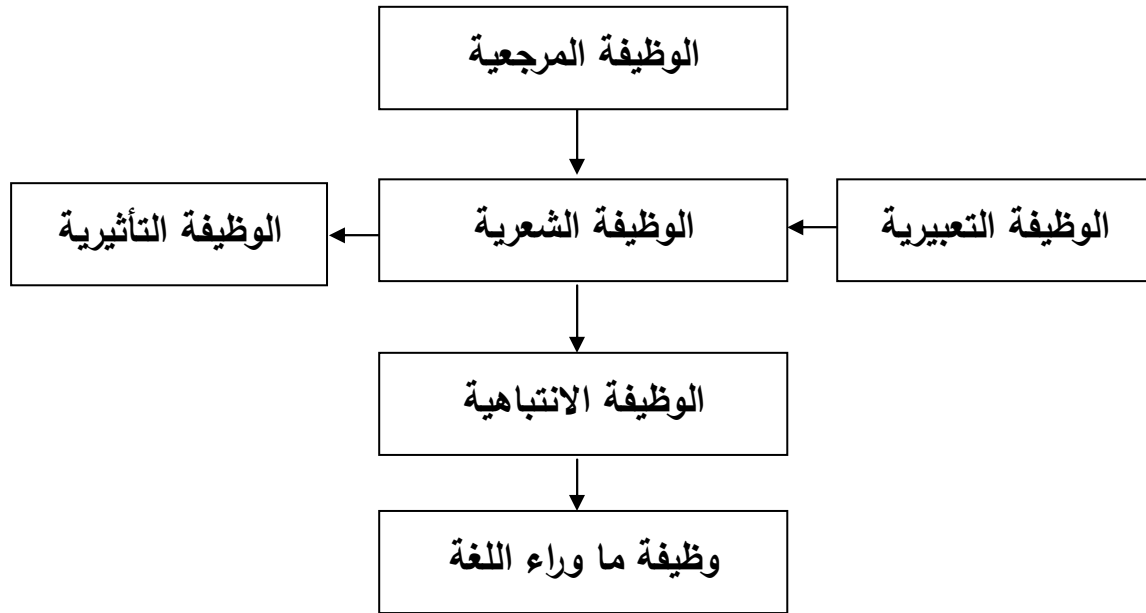 الوظيفة المرجعية
الوظيفة التعبيرية
الوظيفة الشعرية
الوظيفة التأثيرية
الوظيفة الانتباهية
وظيفة ما وراء اللغة